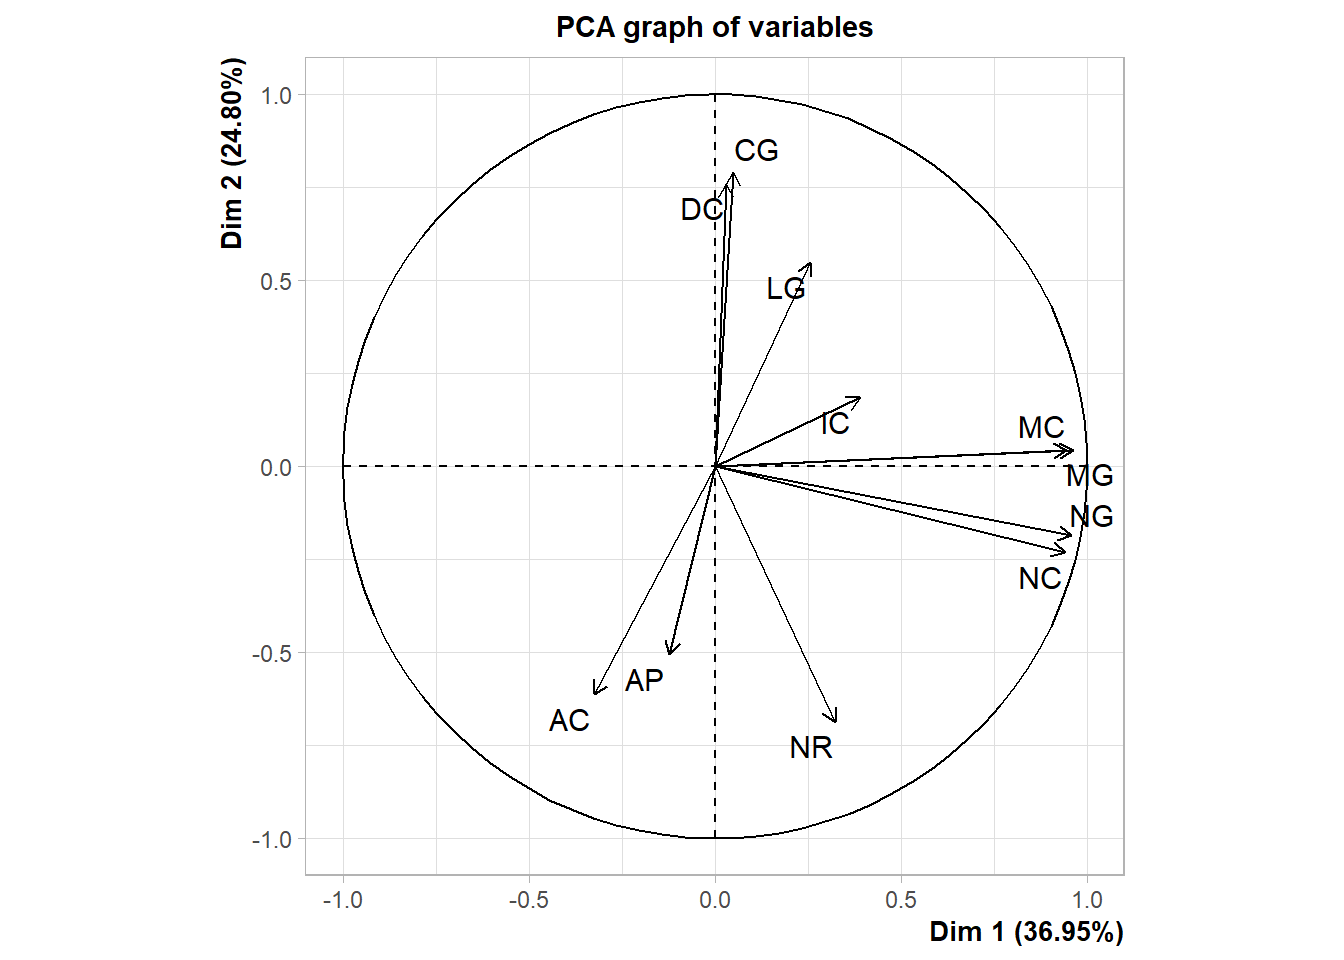 PCA graph of variables
Dim 2 (24.80%)
1.0
0.5
0.0
-0.5
-1.0
CG
DC
LG
IC
MC
MG
NG
NC
AP
AC
NR
-1.0
-0.5
0.0
0.5
1.0
Dim 1 (36.95%)